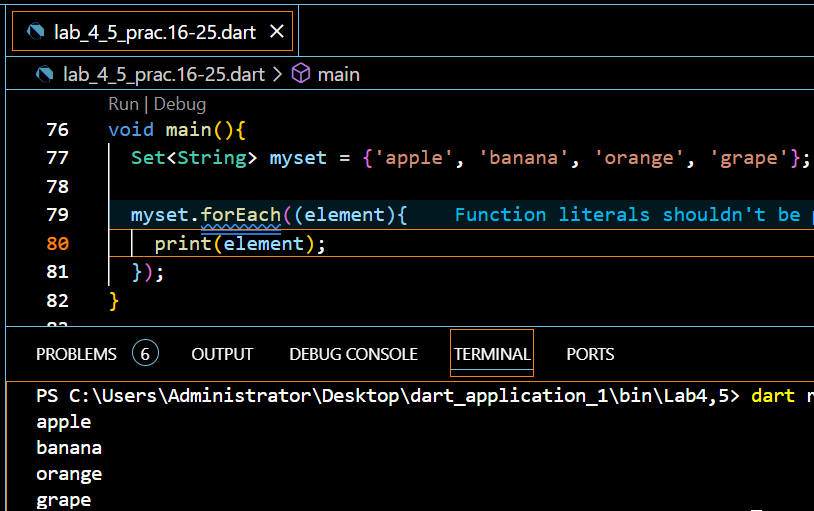 lab_4_5_prac.16-25.dart ×
lab_4_5_prac.16-25.dart > main
Run | Debug
76 void main(){
77 Set<String> myset = {'apple', 'banana', 'orange', 'grape'};
78
79 myset.forEach((element){ Function literals shouldn't be
80 print(element);
81 });
82 }
PROBLEMS 6 OUTPUT DEBUG CONSOLE TERMINAL PORTS
PS C:\Users\Administrator\Desktop\dart_application_1\bin\Lab4,5> dart
apple
banana
orange
grape